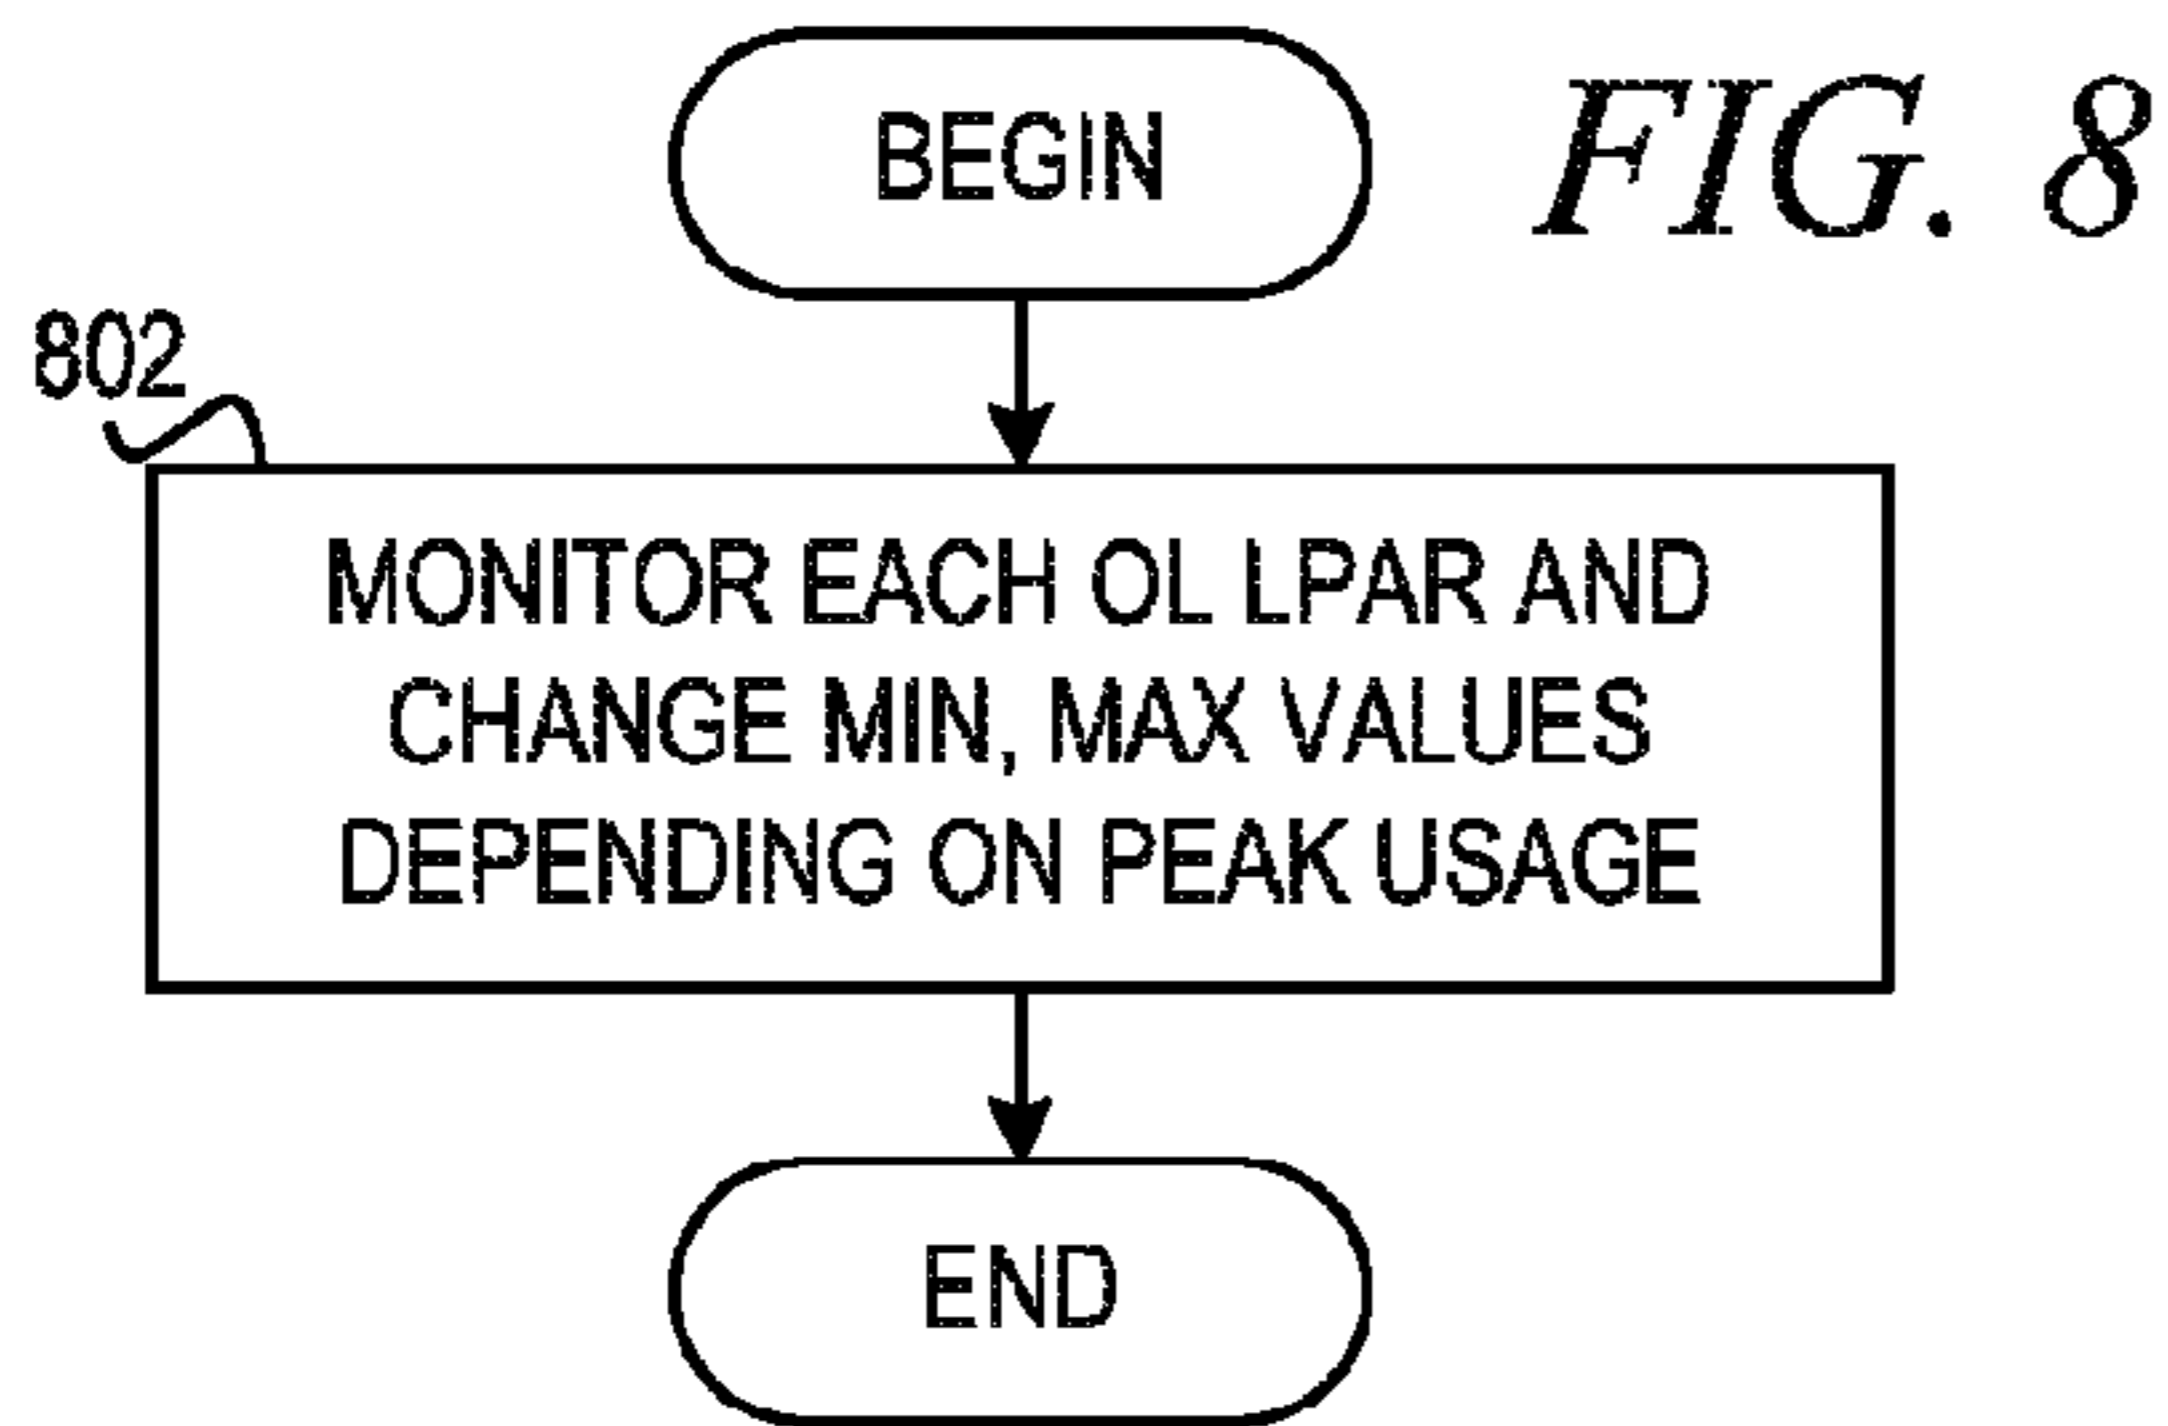 BEGIN
FIG. 8
802
MONITOR EACH OL LPAR AND
CHANGE MIN, MAX VALUES
DEPENDING ON PEAK USAGE
END